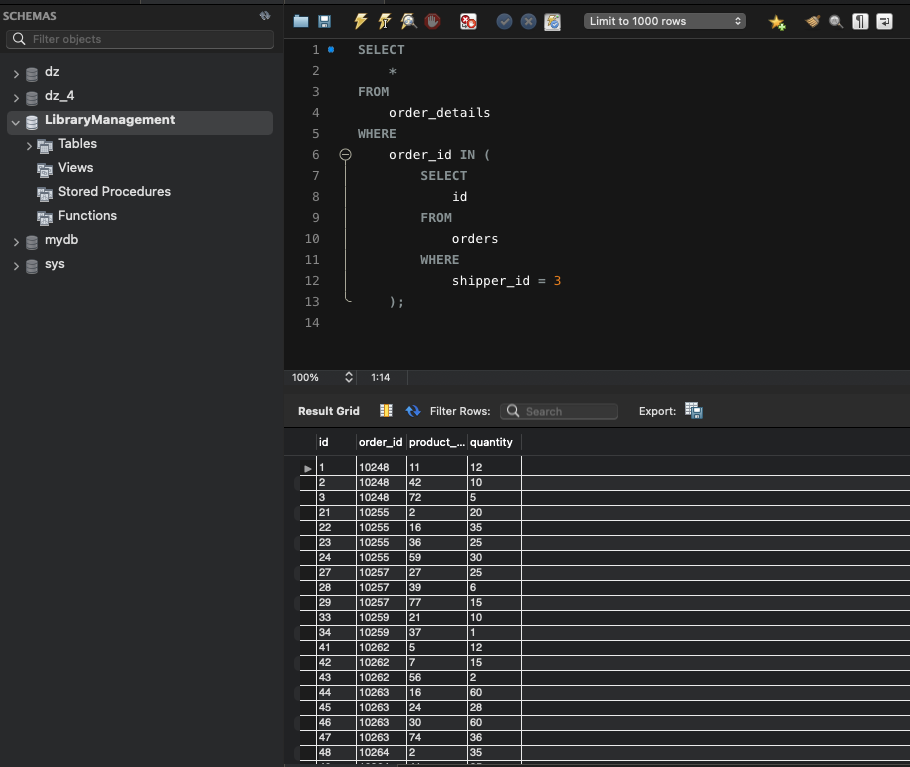 SCHEMAS
Filter objects
dz
dz_4
LibraryManagement
Tables
Views
Stored Procedures
Functions
mydb
sys
Limit to 1000 rows
1 SELECT
2 *
3 FROM
4 order_details
5 WHERE
6 order_id IN (
7 SELECT
8 id
9 FROM
10 orders
11 WHERE
12 shipper_id = 3
13 );
14
100% 1:14
Result Grid Filter Rows: Search Export:
id order_id product_... quantity
1 10248 11 12
2 10248 42 10
3 10248 72 5
21 10255 2 20
22 10255 16 35
23 10255 36 25
24 10255 59 30
27 10257 27 25
28 10257 39 6
29 10257 77 15
33 10259 21 10
34 10259 37 1
41 10262 5 12
42 10262 7 15
43 10262 56 2
44 10263 16 60
45 10263 24 28
46 10263 30 60
47 10263 74 36
48 10264 2 35